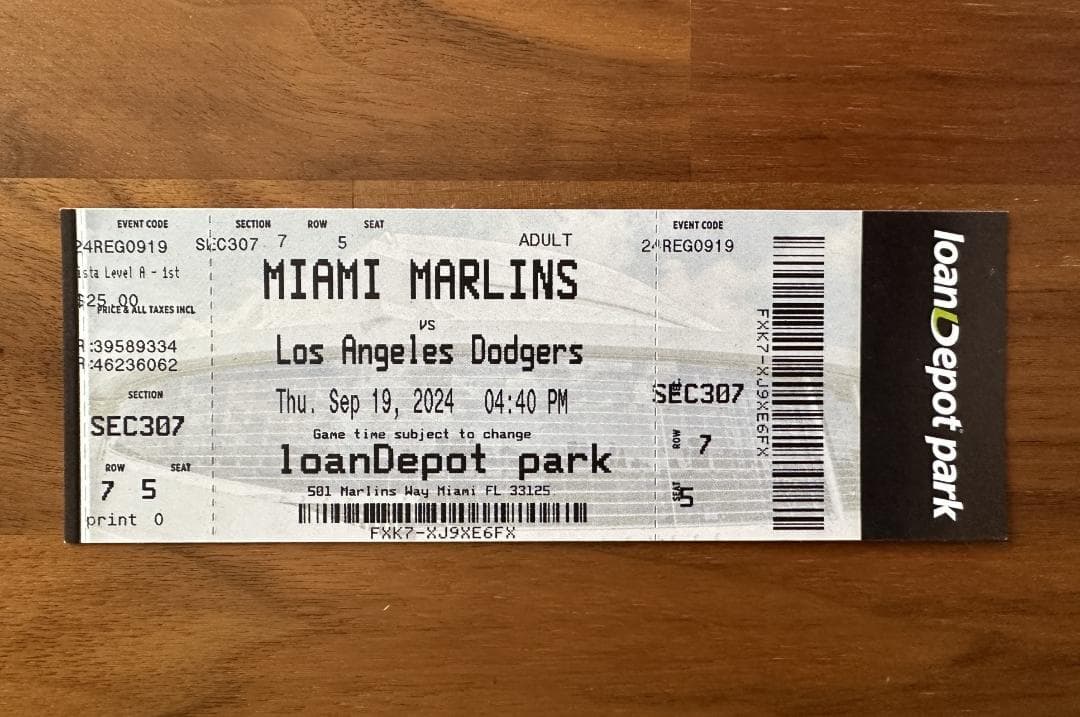 EVENT CODE
24REG0919
ista Level A - 1st
$25.00
PRICE & ALL TAXES INCL
R:39589334
R:46236062
SECTION
SEC307
ROW SEAT
7 5
print 0
SECTION ROW SEAT
SEC307 7 5 ADULT
MIAMI MARLINS
VS
Los Angeles Dodgers
Thu. Sep 19, 2024 04:40 PM
Game time subject to change
loanDepot park
501 Marlins Way Miami FL 33125
FXK7-XJ9XE6FX
EVENT CODE
24REG0919
SEC307
ROW 7
SEAT 5
FXK7-XJ9XE6FX
loanDepot park